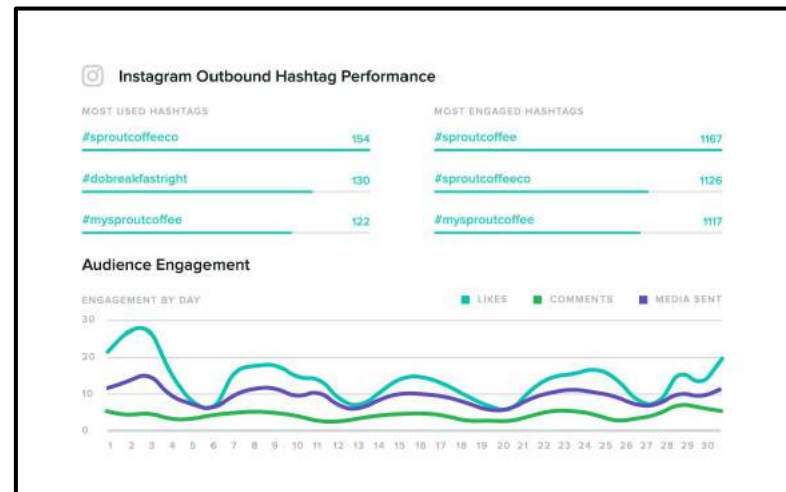 Instagram Outbound Hashtag Performance
MOST USED HASHTAGS
#sproutcoffeeco 154
#dobreakfastright 130
#mysproutcoffee 122
MOST ENGAGED HASHTAGS
#sproutcoffee 1167
#sproutcoffeeco 1126
#mysproutcoffee 1117
Audience Engagement
ENGAGEMENT BY DAY
LIKES COMMENTS MEDIA SENT
30
20
10
0
1 2 3 4 5 6 7 8 9 10 11 12 13 14 15 16 17 18 19 20 21 22 23 24 25 26 27 28 29 30